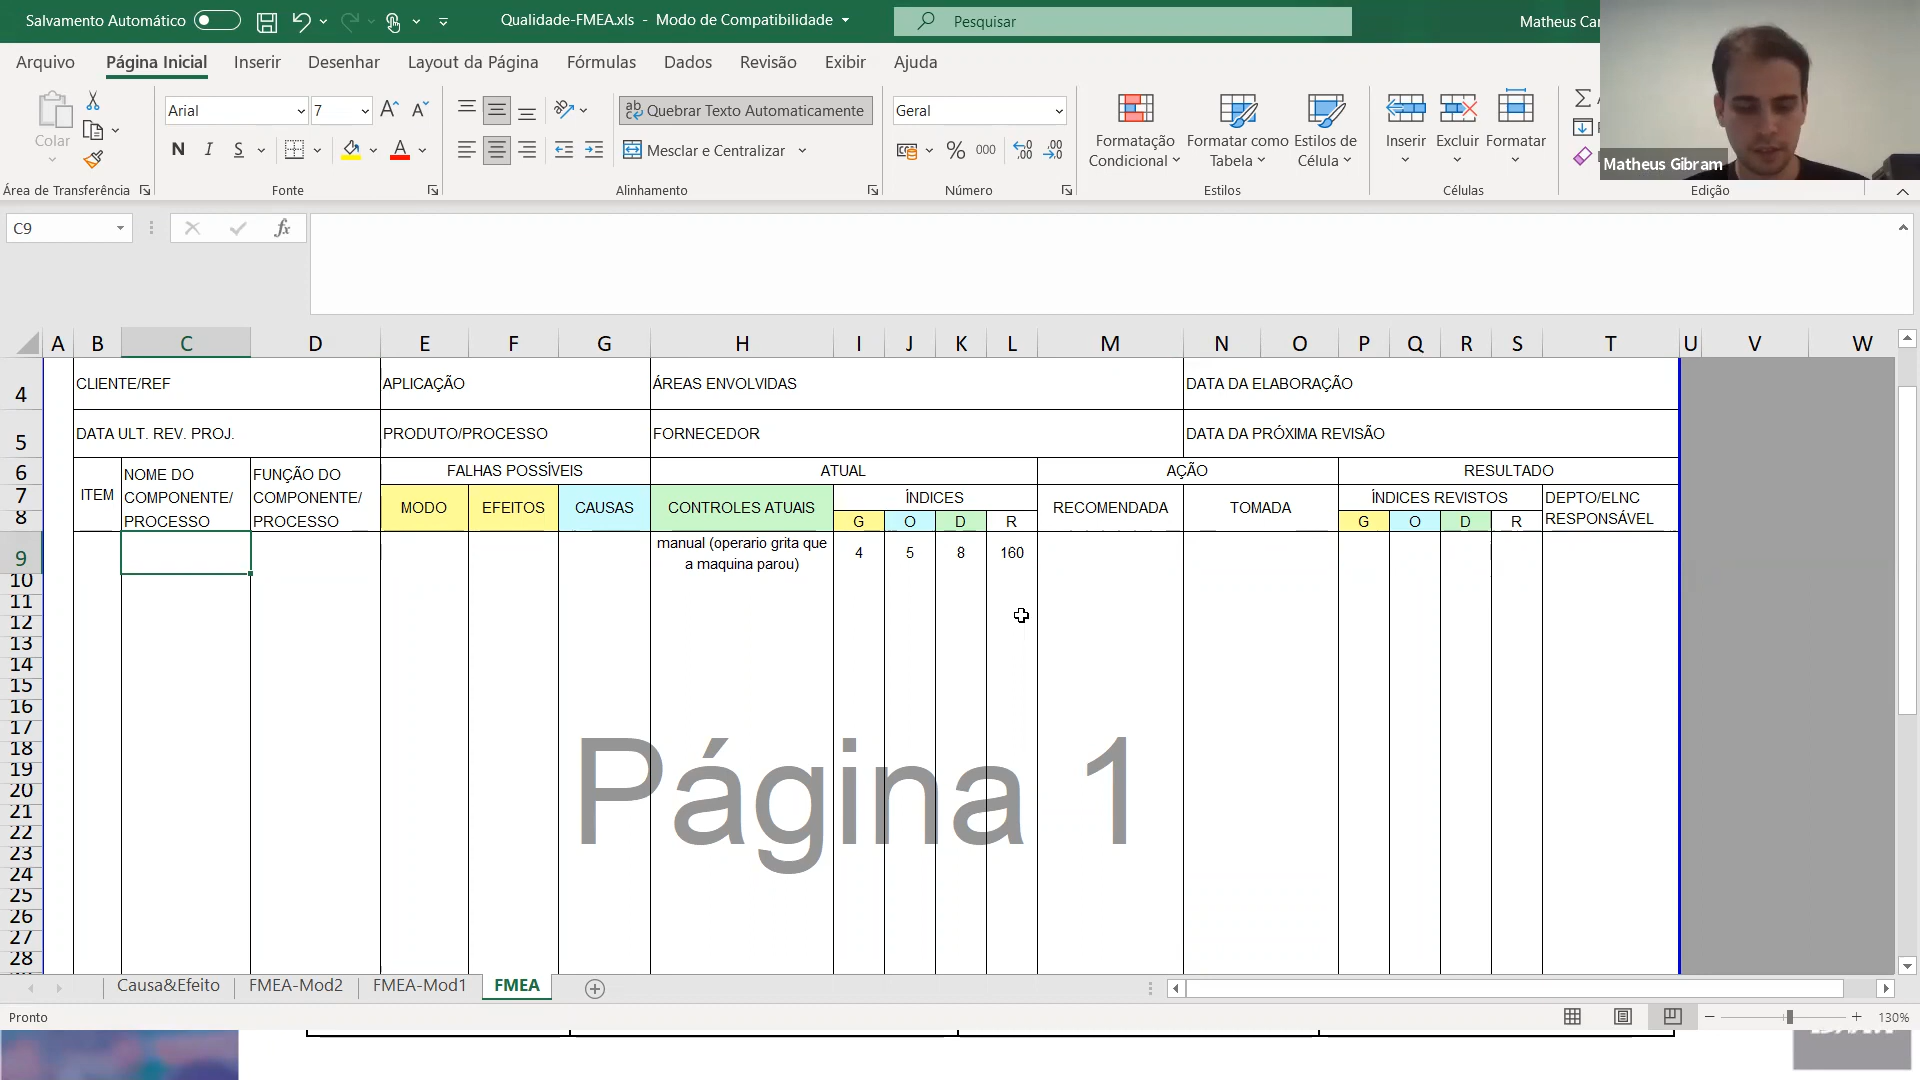 Salvamento Automático
Qualidade-FMEA.xls - Modo de Compatibilidade
Pesquisar
Matheus Car
Arquivo
Página Inicial
Inserir
Desenhar
Layout da Página
Fórmulas
Dados
Revisão
Exibir
Ajuda
Colar
Área de Transferência
Arial
7
N I S
Fonte
Quebrar Texto Automaticamente
Mesclar e Centralizar
Alinhamento
Geral
% 000
Número
Formatação Condicional
Formatar como Tabela
Estilos de Célula
Estilos
Inserir
Excluir
Formatar
Células
Edição
Matheus Gibram
C9
fx
A B C D E F G H I J K L M N O P Q R S T U V W
4
CLIENTE/REF
APLICAÇÃO
ÁREAS ENVOLVIDAS
DATA DA ELABORAÇÃO
5
DATA ULT. REV. PROJ.
PRODUTO/PROCESSO
FORNECEDOR
DATA DA PRÓXIMA REVISÃO
6
7
8
ITEM
NOME DO
COMPONENTE/
PROCESSO
FUNÇÃO DO
COMPONENTE/
PROCESSO
FALHAS POSSÍVEIS
MODO
EFEITOS
CAUSAS
ATUAL
CONTROLES ATUAIS
ÍNDICES
G O D R
AÇÃO
RECOMENDADA
TOMADA
RESULTADO
ÍNDICES REVISTOS
G O D R
DEPTO/ELNC
RESPONSÁVEL
9
manual (operario grita que
a maquina parou)
4 5 8 160
10
11
12
13
14
15
16
17
18
19
20
21
22
23
24
25
26
27
28
Página 1
Causa&Efeito
FMEA-Mod2
FMEA-Mod1
FMEA
Pronto
130%